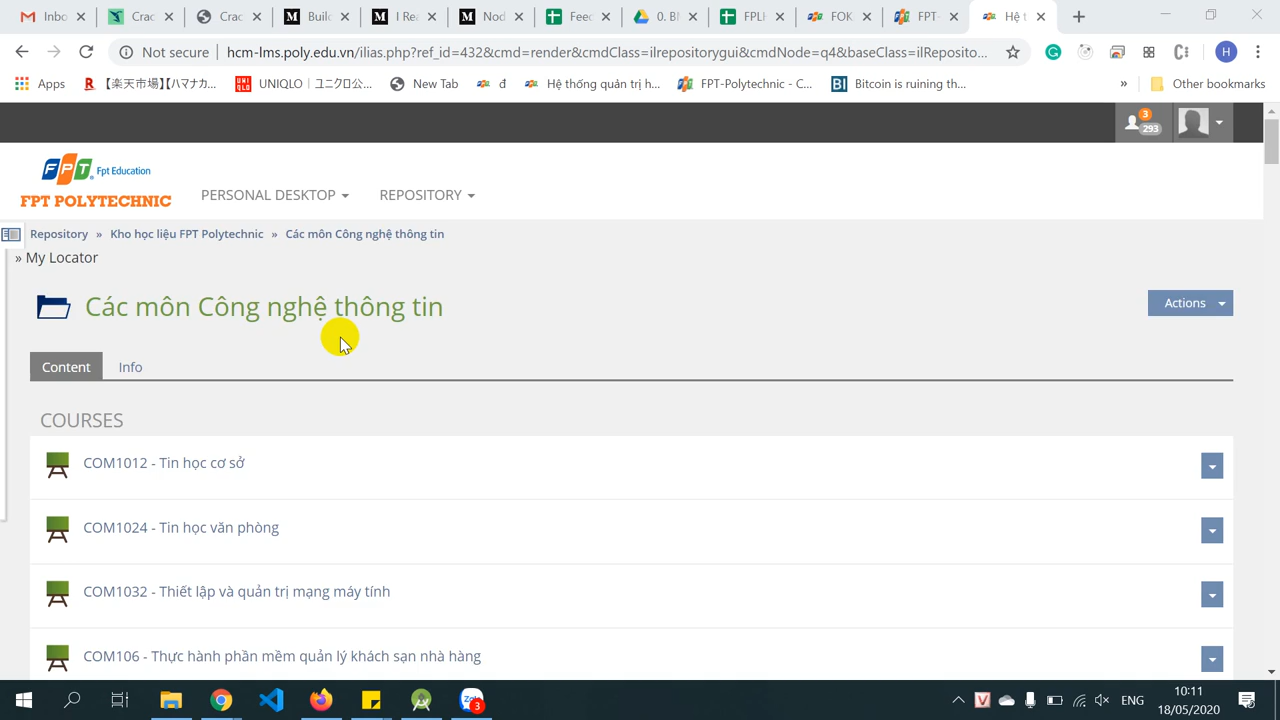 Inbo
Crac
Crac
Builc
I Rea
Nod
Feec
0. Bl
FPLH
FOK
FPT-
Hệ t
Not secure
hcm-lms.poly.edu.vn/ilias.php?ref_id=432&cmd=render&cmdClass=ilrepositorygui&cmdNode=q4&baseClass=ilReposito...
H
Apps
【楽天市場】【ハマナカ...
UNIQLO｜ユニクロ公...
New Tab
đ
Hệ thống quản trị h...
FPT-Polytechnic - C...
Bitcoin is ruining th...
»
Other bookmarks
3
293
FPT Fpt Education
FPT POLYTECHNIC
PERSONAL DESKTOP
REPOSITORY
Repository » Kho học liệu FPT Polytechnic » Các môn Công nghệ thông tin
» My Locator
Các môn Công nghệ thông tin
Actions
Content
Info
COURSES
COM1012 - Tin học cơ sở
COM1024 - Tin học văn phòng
COM1032 - Thiết lập và quản trị mạng máy tính
COM106 - Thực hành phần mềm quản lý khách sạn nhà hàng
3
ENG
10:11
18/05/2020